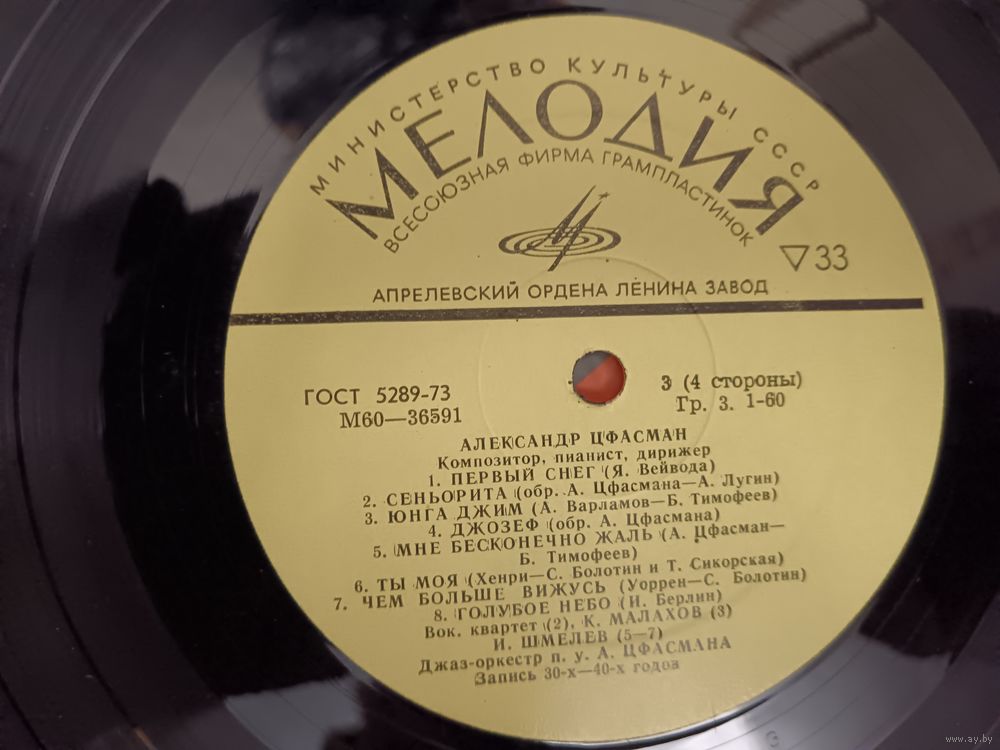 МИНИСТЕРСТВО КУЛЬТУРЫ СССР
МЕЛОДИЯ
ВСЕСОЮЗНАЯ ФИРМА ГРАМПЛАСТИНОК
▽33
АПРЕЛЕВСКИЙ ОРДЕНА ЛЕНИНА ЗАВОД
ГОСТ 5289-73
М60—36591
3 (4 стороны)
Гр. 3. 1-60
АЛЕКСАНДР ЦФАСМАН
Композитор, пианист, дирижер
1. ПЕРВЫЙ СНЕГ (Я. Вейвода)
2. СЕНЬОРИТА (обр. А. Цфасмана—А. Лугин)
3. ЮНГА ДЖИМ (А. Варламов—Б. Тимофеев)
4. ДЖОЗЕФ (обр. А. Цфасмана)
5. МНЕ БЕСКОНЕЧНО ЖАЛЬ (А. Цфасман—
Б. Тимофеев)
6. ТЫ МОЯ (Хенри—С. Болотин и Т. Сикорская)
7. ЧЕМ БОЛЬШЕ ВИЖУСЬ (Уоррен—С. Болотин)
8. ГОЛУБОЕ НЕБО (И. Берлин)
Вок. квартет (2), К. МАЛАХОВ (3)
И. ШМЕЛЕВ (5—7)
Джаз-оркестр п. у. А. ЦФАСМАНА
Запись 30-х—40-х годов
www.ay.by